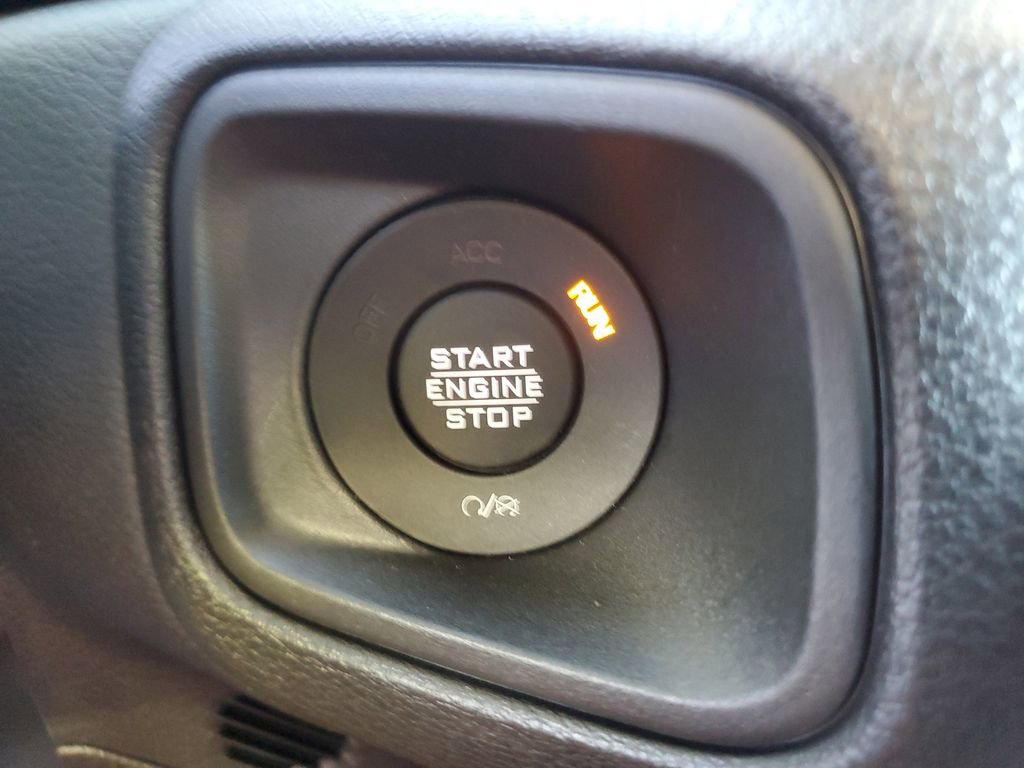 ACC
OFF
RUN
START
ENGINE
STOP